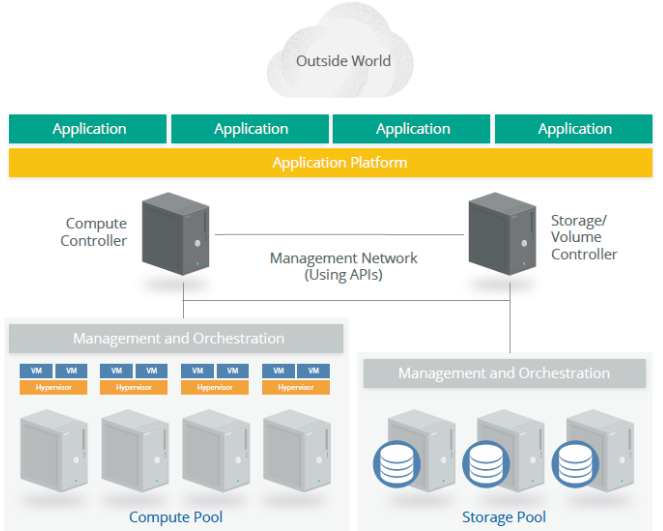 Outside World
Application
Application
Application
Application
Application Platform
Compute
Controller
Storage/
Volume
Controller
Management Network
(Using APIs)
Management and Orchestration
VM VM
VM VM
VM VM
VM VM
Hypervisor
Hypervisor
Hypervisor
Hypervisor
Management and Orchestration
Compute Pool
Storage Pool